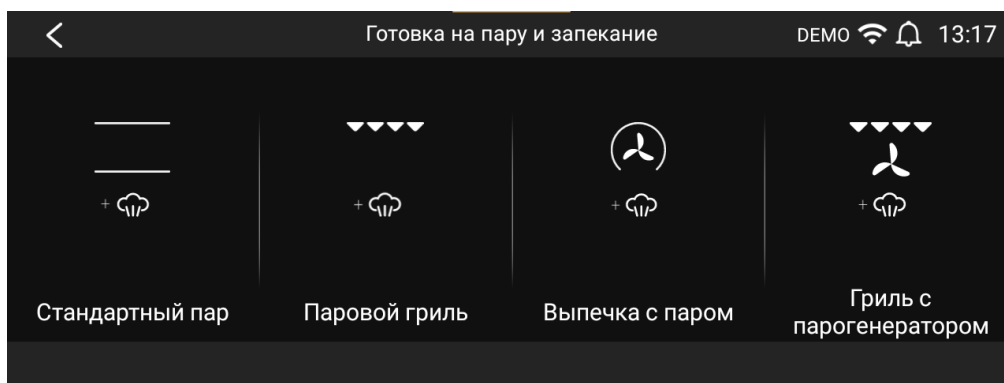 Готовка на пару и запекание DEMO 13:17
+ + + +
Стандартный пар Паровой гриль Выпечка с паром Гриль с
парогенератором